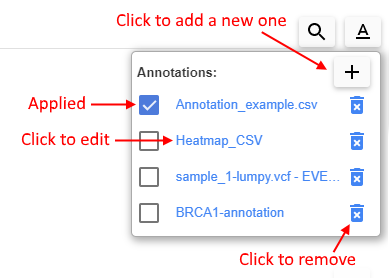 Click to add a new one
A
Annotations:
Applied
Annotation_example.csv
Click to edit
Heatmap_CSV
sample_1-lumpy.vcf - EVE...
BRCA1-annotation
Click to remove